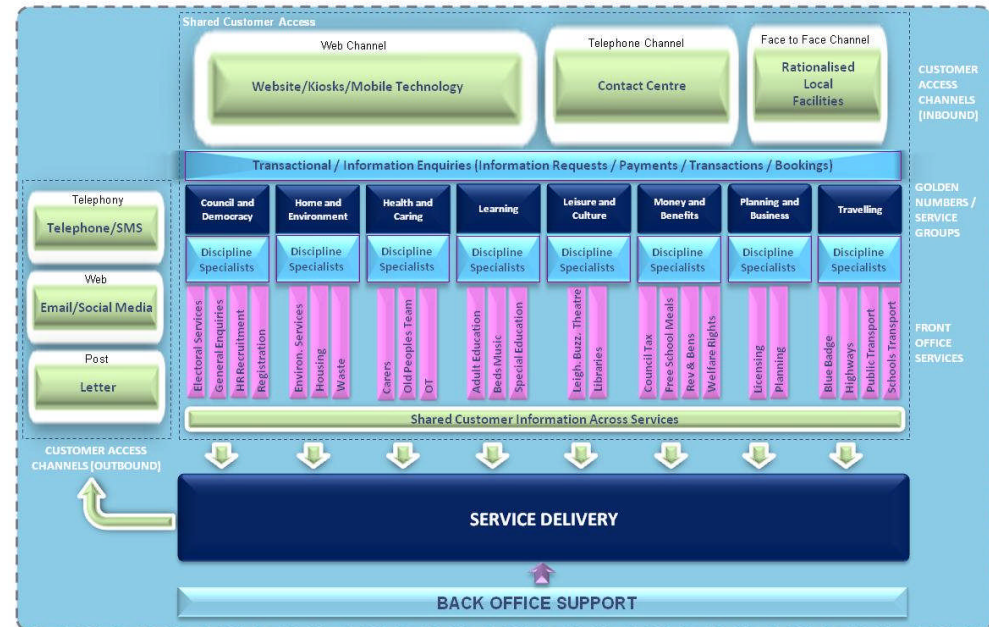 Shared Customer Access
Web Channel
Website/Kiosks/Mobile Technology
Telephone Channel
Contact Centre
Face to Face Channel
Rationalised
Local
Facilities
CUSTOMER
ACCESS
CHANNELS
[INBOUND]
Transactional / Information Enquiries (Information Requests / Payments / Transactions / Bookings)
Council and
Democracy
Home and
Environment
Health and
Caring
Learning
Leisure and
Culture
Money and
Benefits
Planning and
Business
Travelling
GOLDEN
NUMBERS /
SERVICE
GROUPS
Discipline
Specialists
Discipline
Specialists
Discipline
Specialists
Discipline
Specialists
Discipline
Specialists
Discipline
Specialists
Discipline
Specialists
Discipline
Specialists
Electoral Services
General Enquiries
HR Recruitment
Registration
Environ. Services
Housing
Waste
Carers
Old Peoples Team
OT
Adult Education
Beds Music
Special Education
Leigh. Buzz. Theatre
Libraries
Council Tax
Free School Meals
Rev & Bens
Welfare Rights
Licensing
Planning
Blue Badge
Highways
Public Transport
Schools Transport
FRONT
OFFICE
SERVICES
Shared Customer Information Across Services
Telephony
Telephone/SMS
Web
Email/Social Media
Post
Letter
CUSTOMER ACCESS
CHANNELS [OUTBOUND]
SERVICE DELIVERY
BACK OFFICE SUPPORT